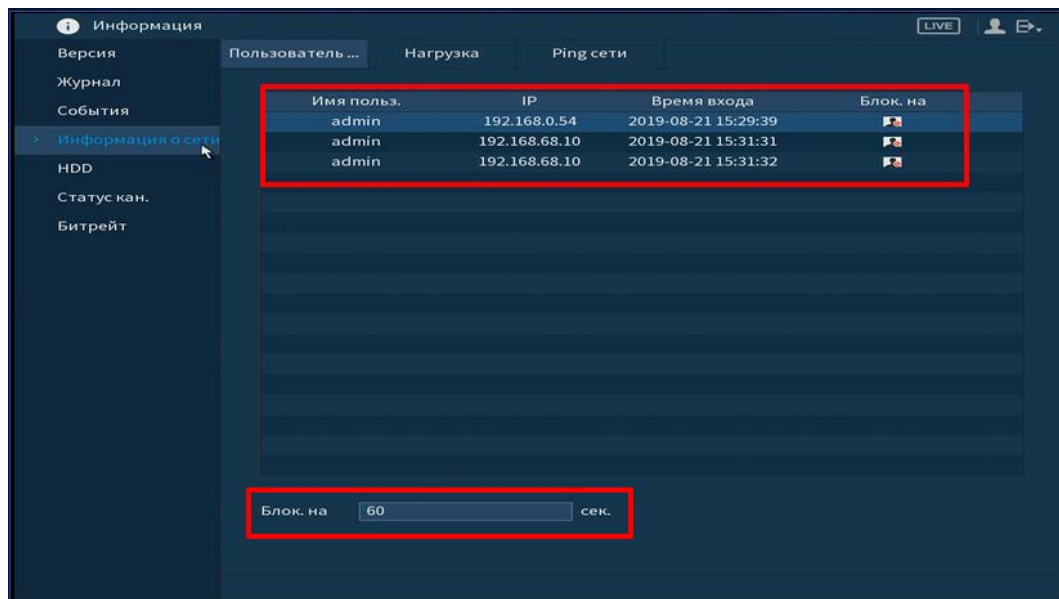 Информация
LIVE
Версия
Журнал
События
Информация о сети
HDD
Статус кан.
Битрейт
Пользователь ... Нагрузка Ping сети
Имя польз. IP Время входа Блок. на
admin 192.168.0.54 2019-08-21 15:29:39
admin 192.168.68.10 2019-08-21 15:31:31
admin 192.168.68.10 2019-08-21 15:31:32
Блок. на 60 сек.